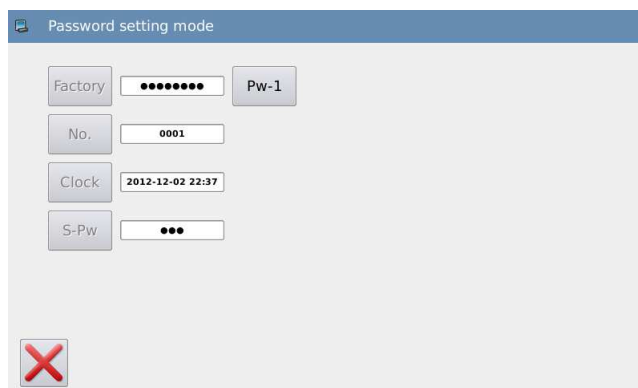 Password setting mode
Factory ●●●●●●●● Pw-1
No. 0001
Clock 2012-12-02 22:37
S-Pw ●●●